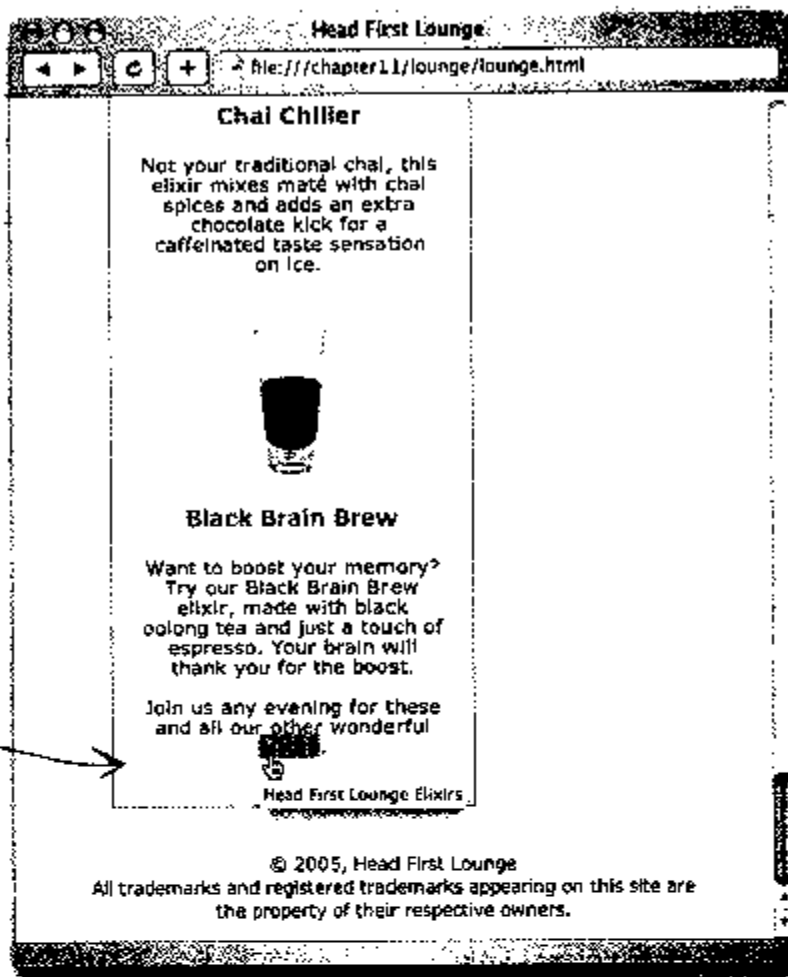 Head First Lounge
file:///chapter11/lounge/lounge.html
Chai Chiller
Not your traditional chai, this
elixir mixes maté with chai
spices and adds an extra
chocolate kick for a
caffeinated taste sensation
on ice.
Black Brain Brew
Want to boost your memory?
Try our Black Brain Brew
elixir, made with black
oolong tea and just a touch of
espresso. Your brain will
thank you for the boost.
Join us any evening for these
and all our other wonderful
Head First Lounge Elixirs
© 2005, Head First Lounge
All trademarks and registered trademarks appearing on this site are
the property of their respective owners.